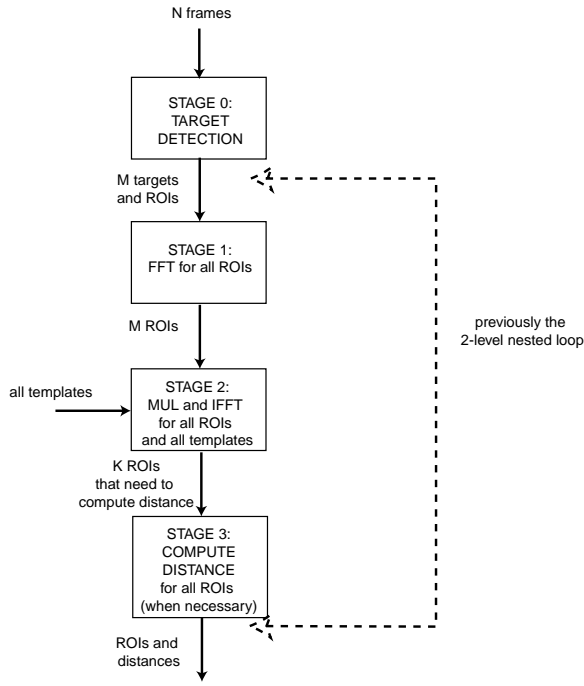 N frames
STAGE 0:
TARGET
DETECTION
M targets
and ROIs
STAGE 1:
FFT for all ROIs
M ROIs
previously the
2-level nested loop
all templates
STAGE 2:
MUL and IFFT
for all ROIs
and all templates
K ROIs
that need to
compute distance
STAGE 3:
COMPUTE
DISTANCE
for all ROIs
(when necessary)
ROIs and
distances